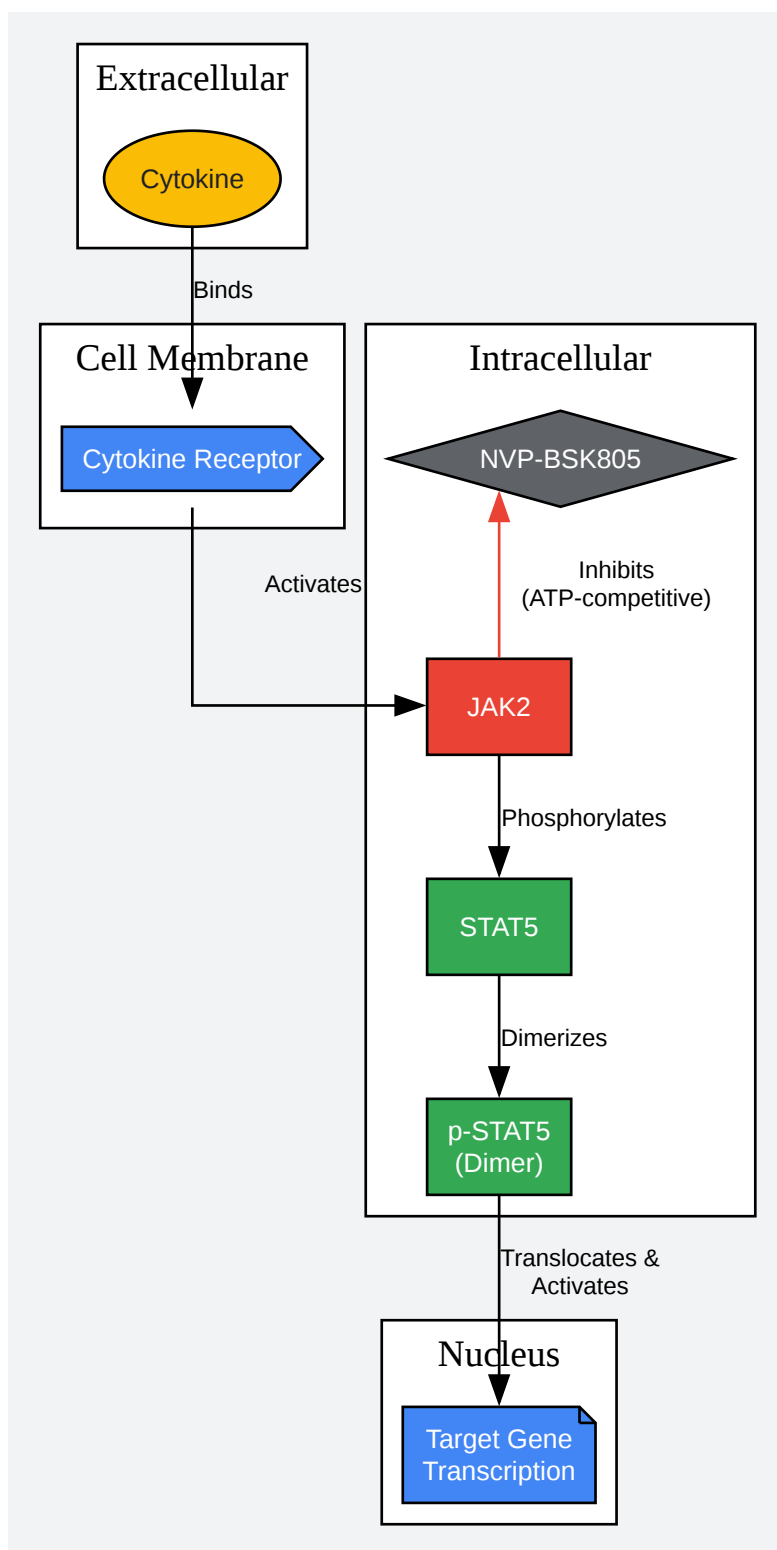 Extracellular
Cytokine
Binds
Cell Membrane
Cytokine Receptor
Intracellular
NVP-BSK805
Activates
Inhibits
(ATP-competitive)
JAK2
Phosphorylates
STAT5
Dimerizes
p-STAT5
(Dimer)
Translocates &
Activates
Nucleus
Target Gene
Transcription